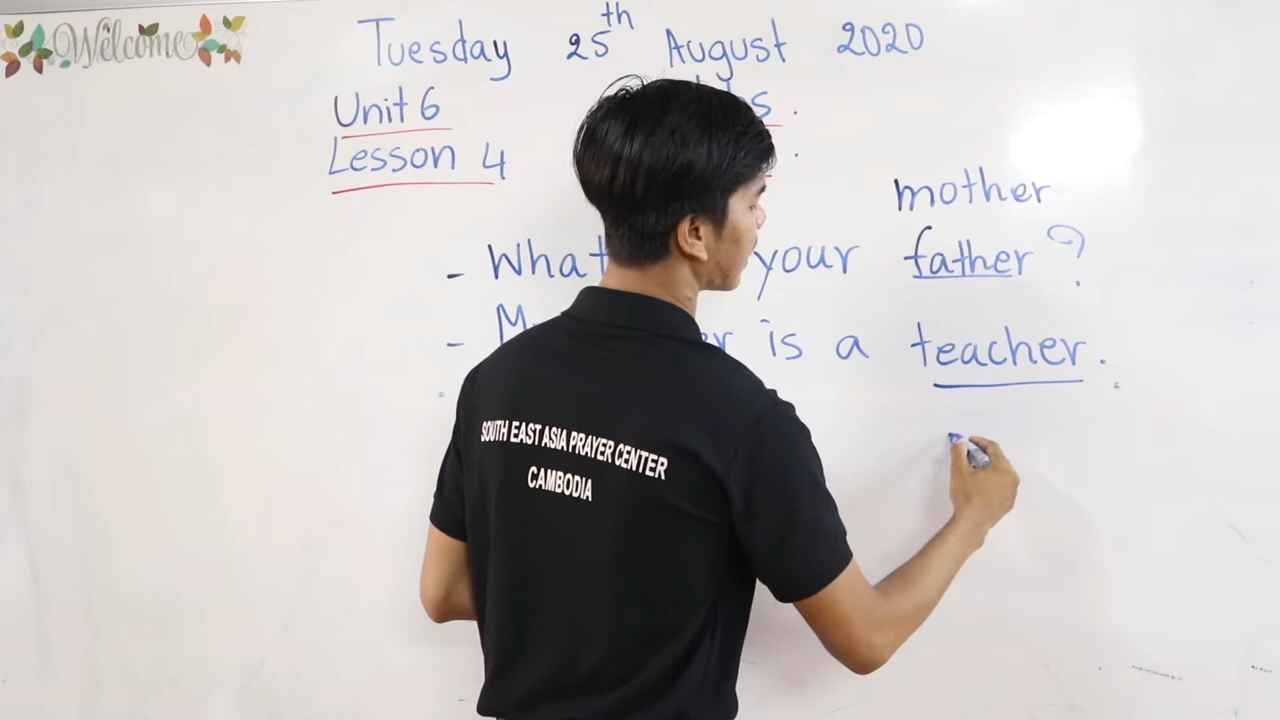 Welcome
Tuesday 25th August 2020
Unit 6
Lesson 4
mother
- What your father ?
- is a teacher .
SOUTH EAST ASIA PRAYER CENTER
CAMBODIA